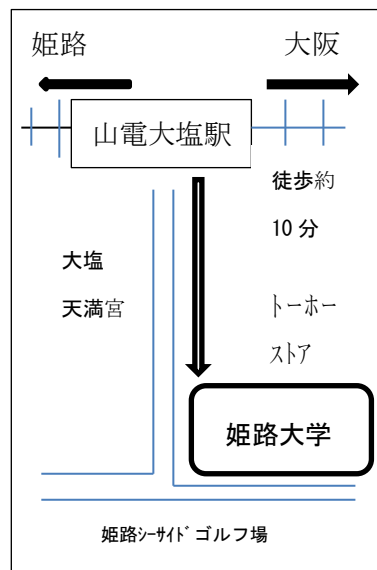 姫路
大阪
山電大塩駅
徒歩約
10分
大塩
天満宮
トーホー
ストア
姫路大学
姫路ｼｰｻｲﾄﾞゴルフ場